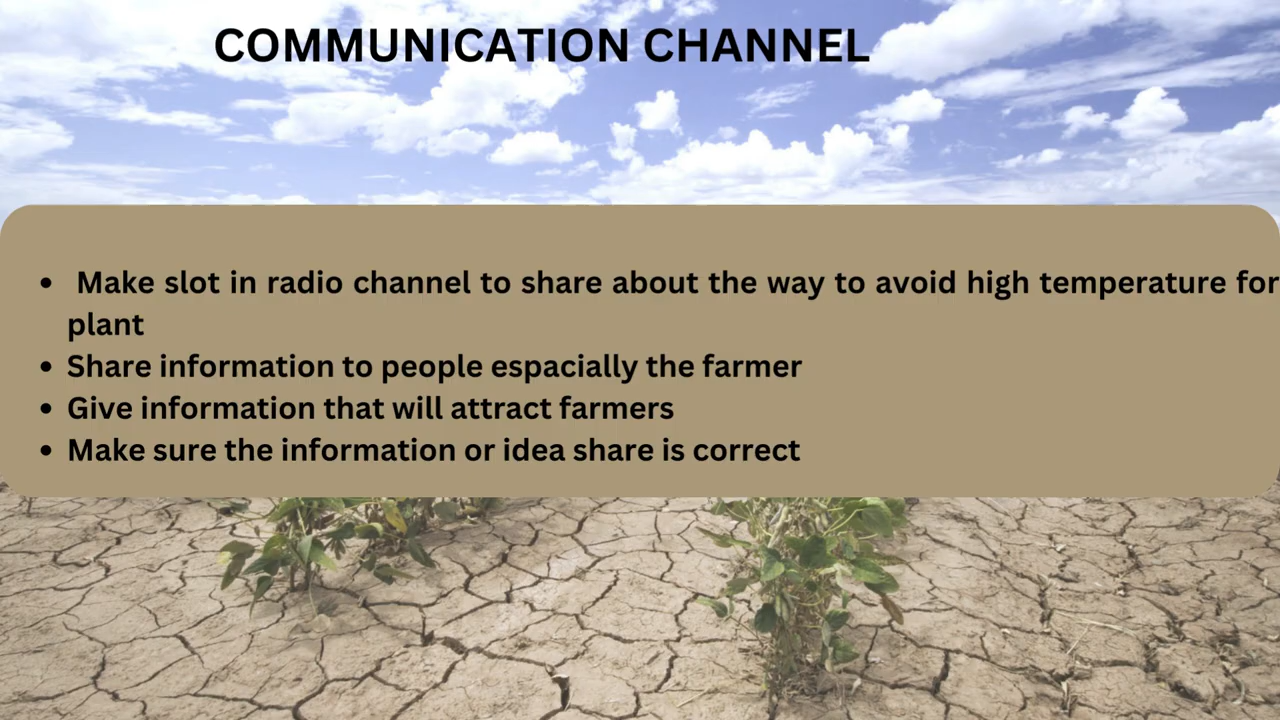 COMMUNICATION CHANNEL
• Make slot in radio channel to share about the way to avoid high temperature for
plant
• Share information to people espacially the farmer
• Give information that will attract farmers
• Make sure the information or idea share is correct